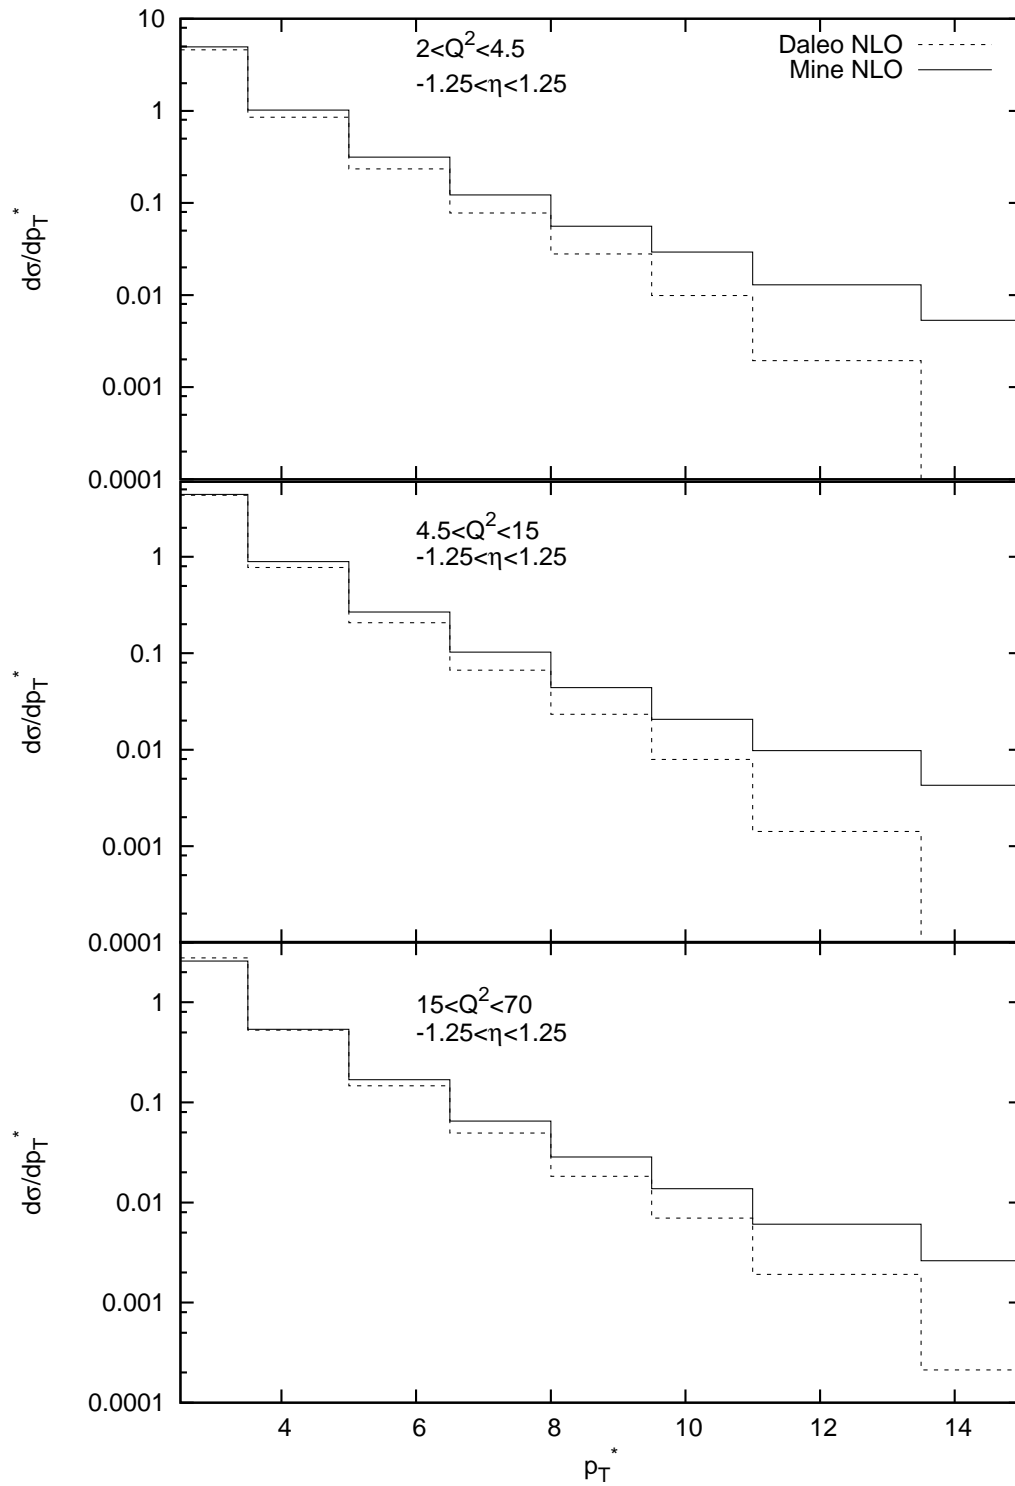 10
1
0.1
0.01
0.001
0.0001
dσ/dp_T^*
2<Q^2<4.5
-1.25<η<1.25
Daleo NLO
Mine NLO
1
0.1
0.01
0.001
0.0001
dσ/dp_T^*
4.5<Q^2<15
-1.25<η<1.25
1
0.1
0.01
0.001
0.0001
dσ/dp_T^*
15<Q^2<70
-1.25<η<1.25
4 6 8 10 12 14
p_T^*